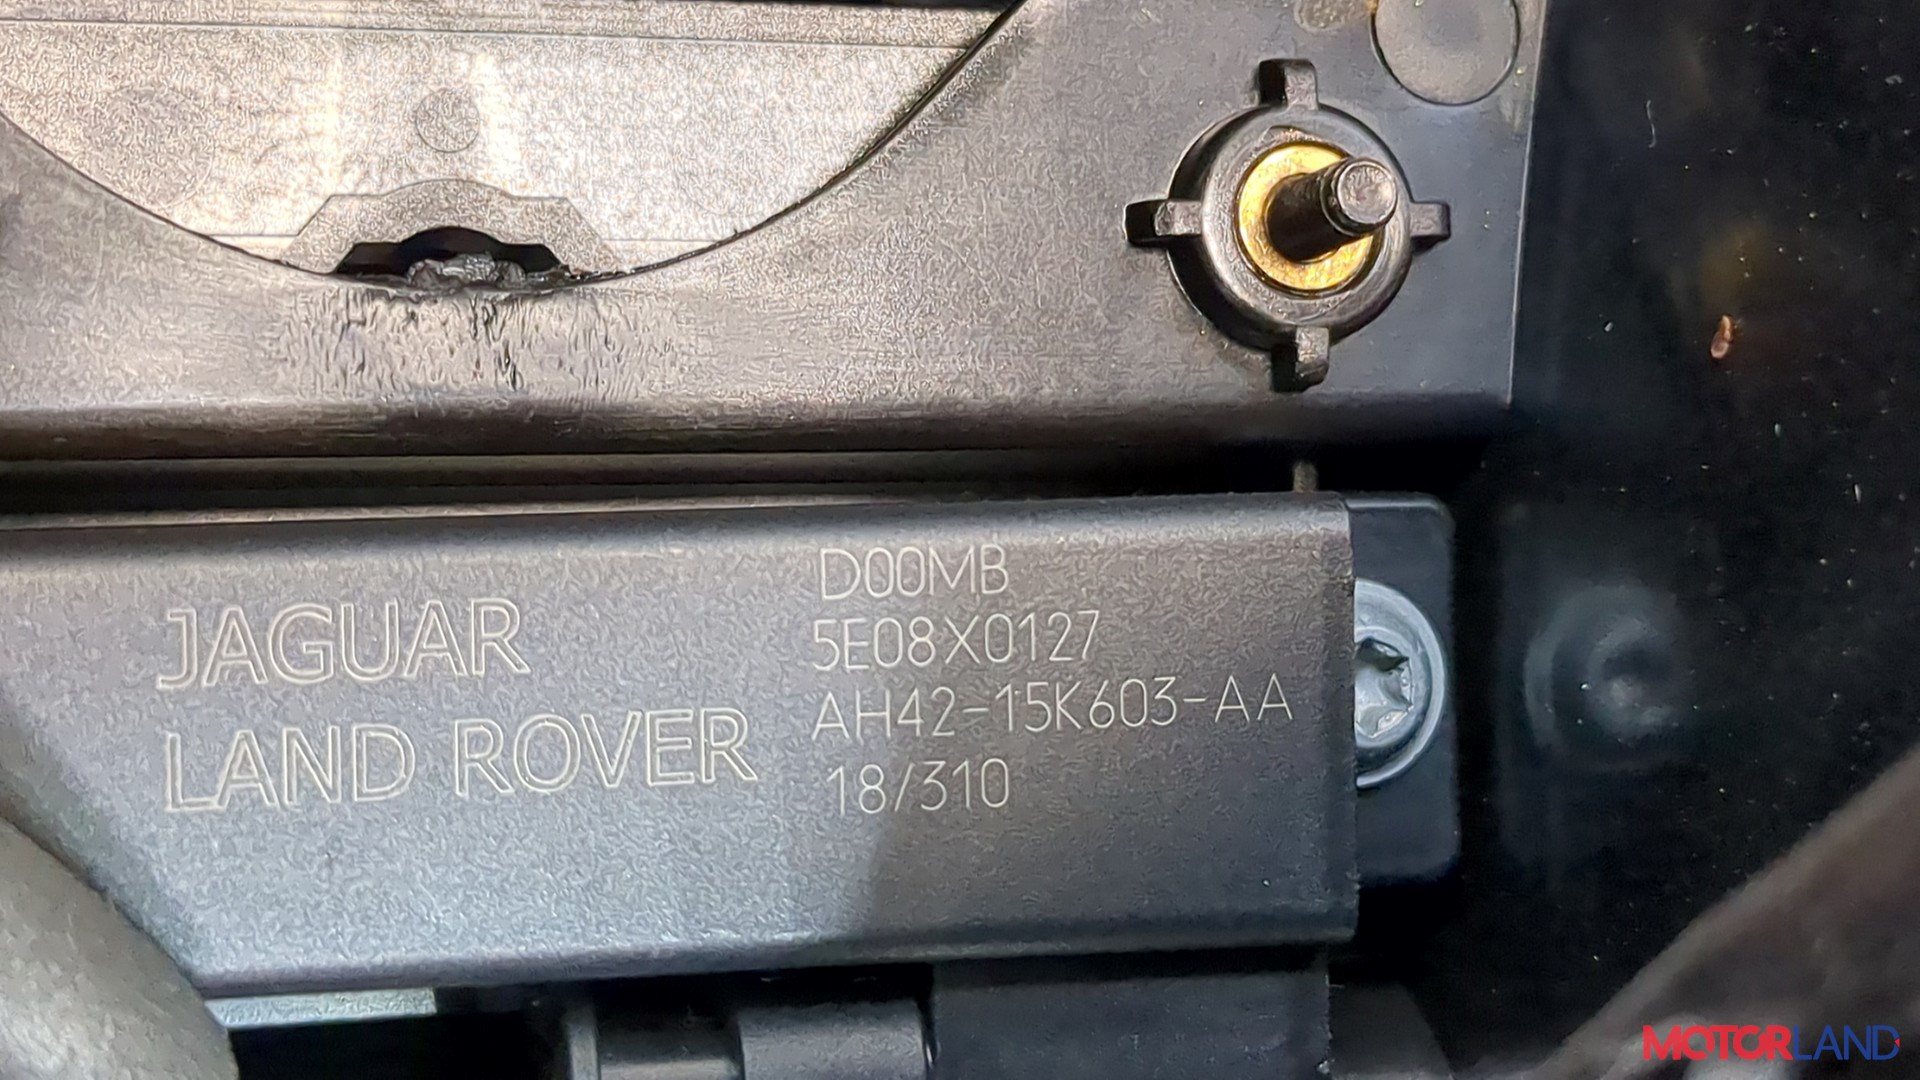 JAGUAR
LAND ROVER
D00MB
5E08X0127
AH42-15K603-AA
18/310
MOTORLAND